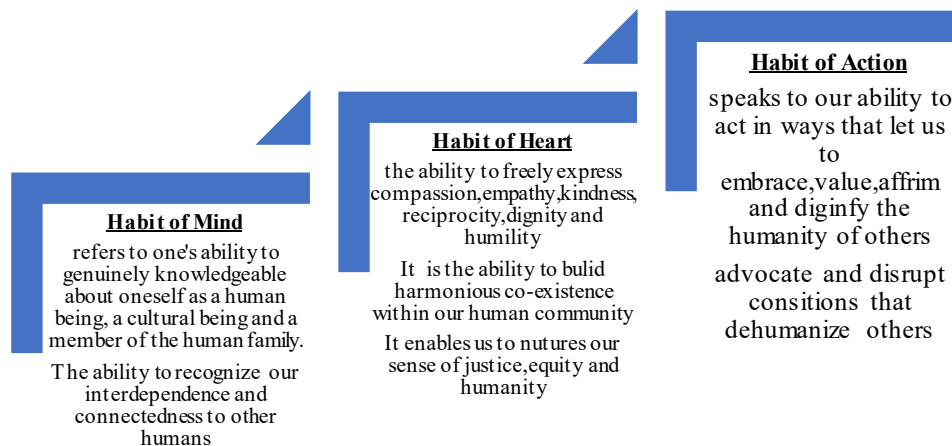 Habit of Mind
refers to one's ability to
genuinely knowledgeable
about oneself as a human
being, a cultural being and a
member of the human family.
The ability to recognize our
interdependence and
connectedness to other
humans
Habit of Heart
the ability to freely express
compassion,empathy,kindness,
reciprocity,dignity and
humility
It is the ability to bulid
harmonious co-existence
within our human community
It enables us to nutures our
sense of justice,equity and
humanity
Habit of Action
speaks to our ability to
act in ways that let us
to
embrace,value,affrim
and diginfy the
humanity of others
advocate and disrupt
consitions that
dehumanize others